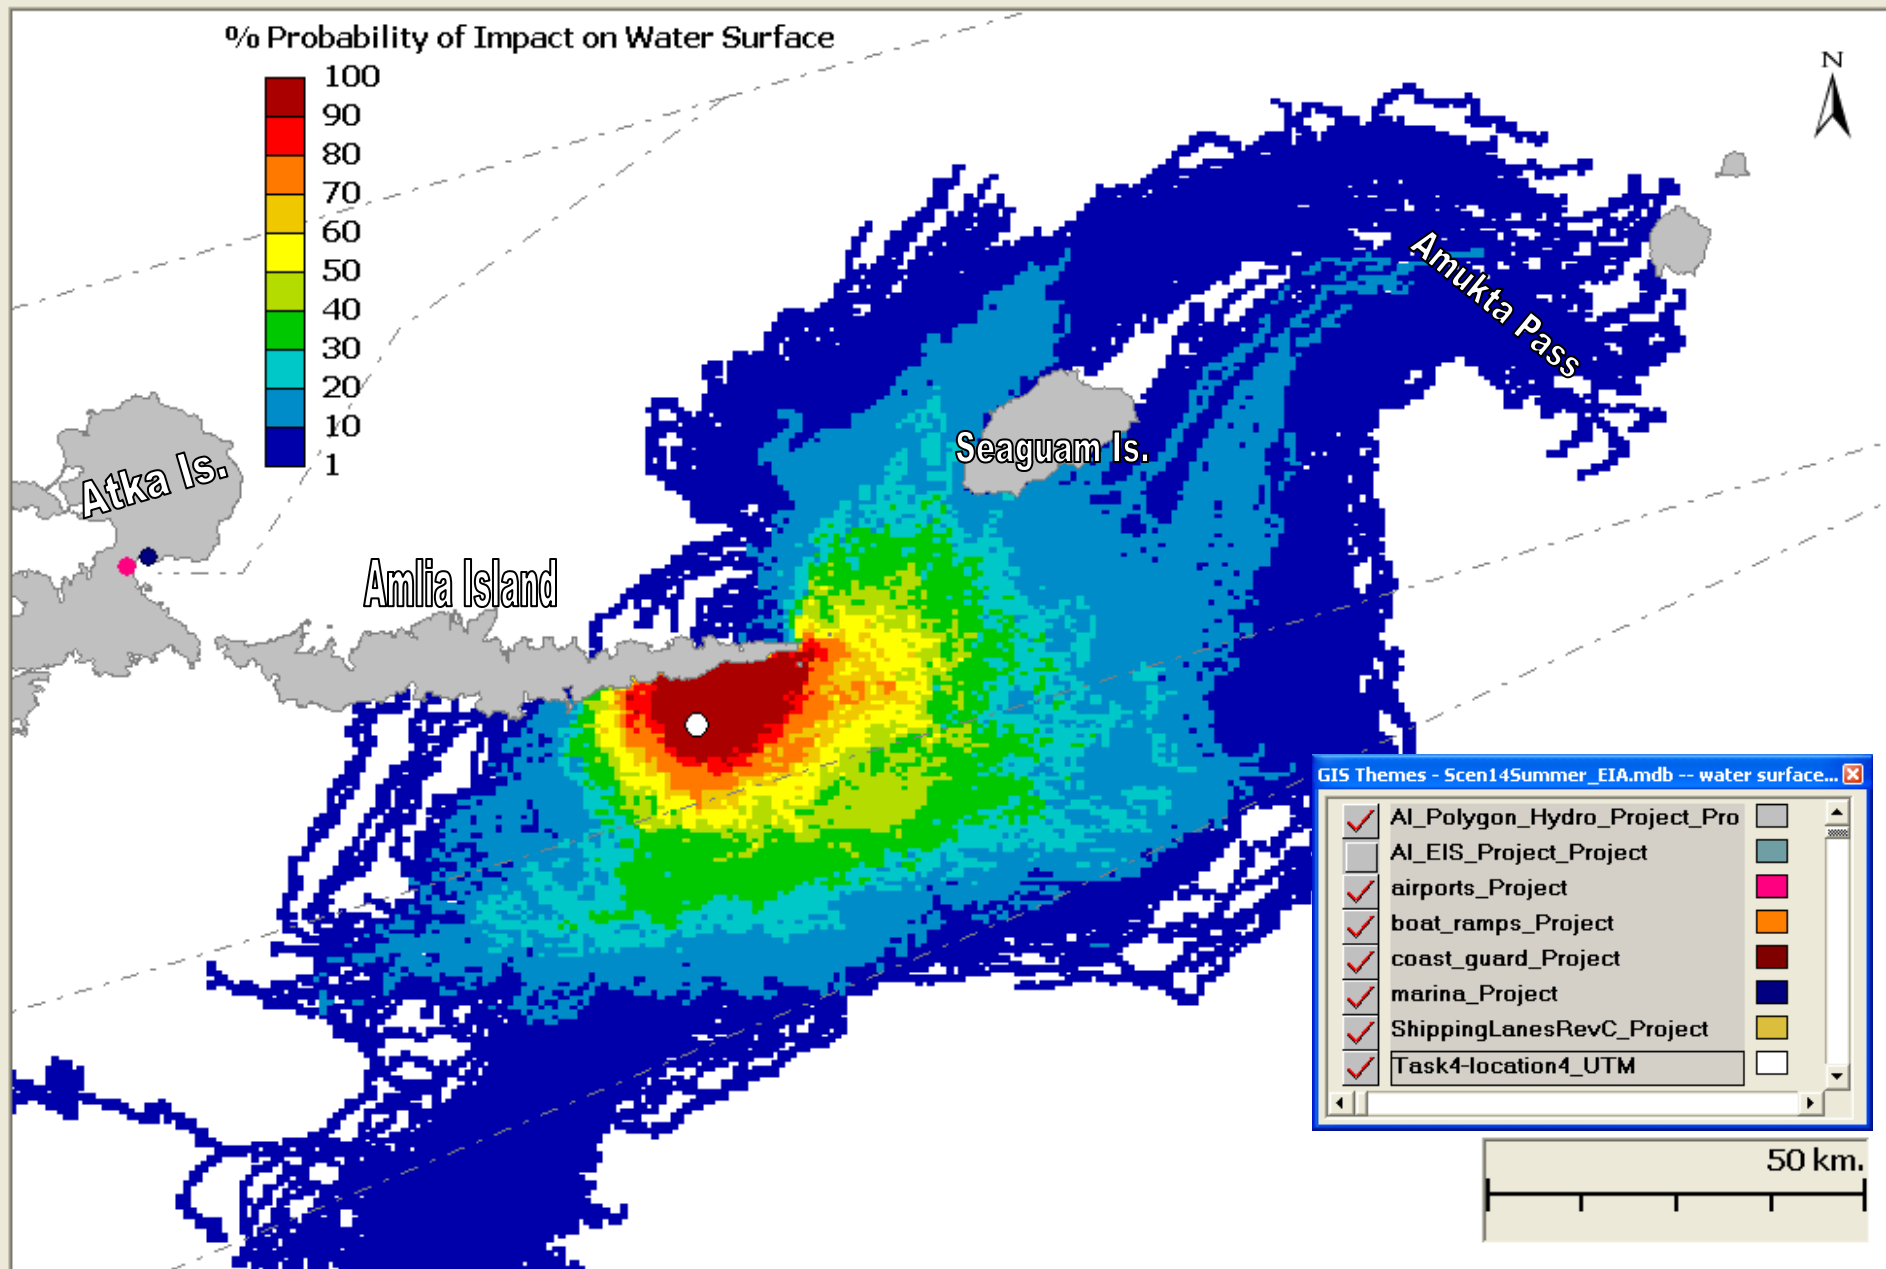 % Probability of Impact on Water Surface
100
90
80
70
60
50
40
30
20
10
1
N
Amukta Pass
Seaguam Is.
Atka Is.
Amlia Island
GIS Themes - Scen14Summer_EIA.mdb -- water surface...
AI_Polygon_Hydro_Project_Pro
AI_EIS_Project_Project
airports_Project
boat_ramps_Project
coast_guard_Project
marina_Project
ShippingLanesRevC_Project
Task4-location4_UTM
50 km.